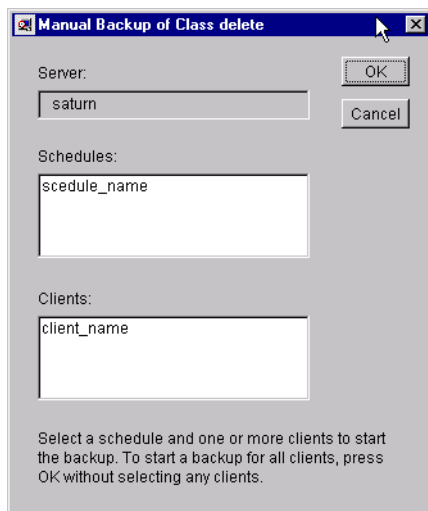 Manual Backup of Class delete
Server:
OK
saturn
Cancel
Schedules:
scedule_name
Clients:
client_name
Select a schedule and one or more clients to start
the backup. To start a backup for all clients, press
OK without selecting any clients.